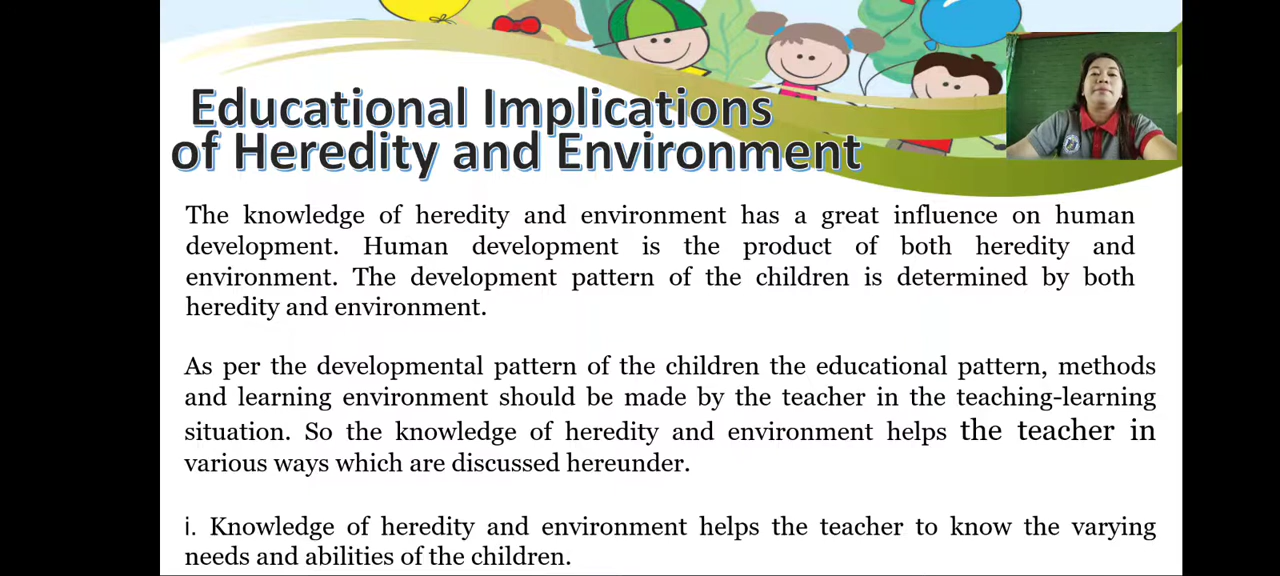 Educational Implications
of Heredity and Environment
The knowledge of heredity and environment has a great influence on human
development. Human development is the product of both heredity and
environment. The development pattern of the children is determined by both
heredity and environment.
As per the developmental pattern of the children the educational pattern, methods
and learning environment should be made by the teacher in the teaching-learning
situation. So the knowledge of heredity and environment helps the teacher in
various ways which are discussed hereunder.
i. Knowledge of heredity and environment helps the teacher to know the varying
needs and abilities of the children.